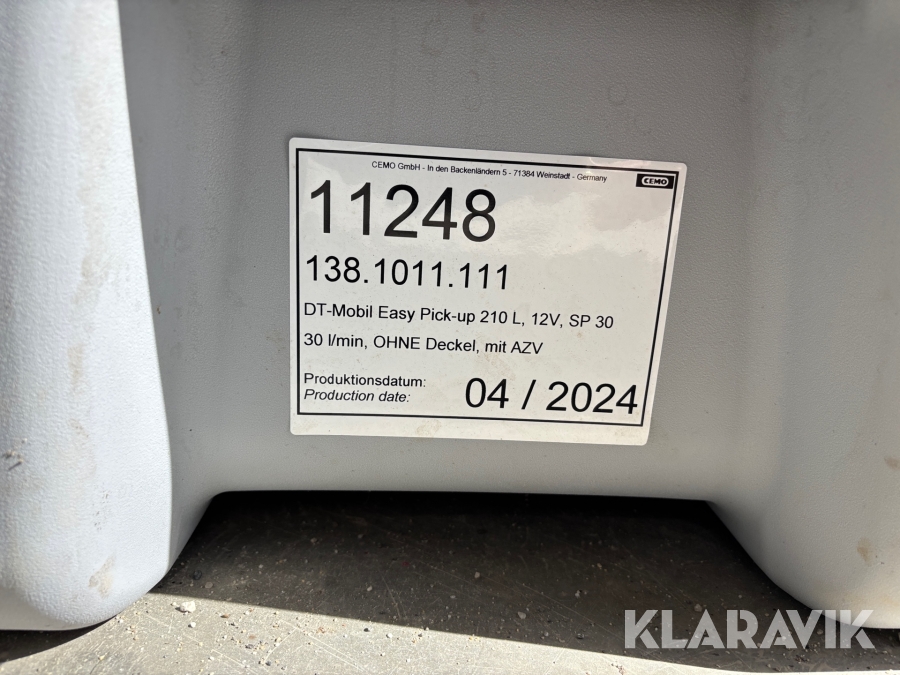 CEMO GmbH - In den Backenländern 5 - 71384 Weinstadt - Germany
CEMO
11248
138.1011.111
DT-Mobil Easy Pick-up 210 L, 12V, SP 30
30 l/min, OHNE Deckel, mit AZV
Produktionsdatum:
Production date:
04 / 2024
KLARAVIK